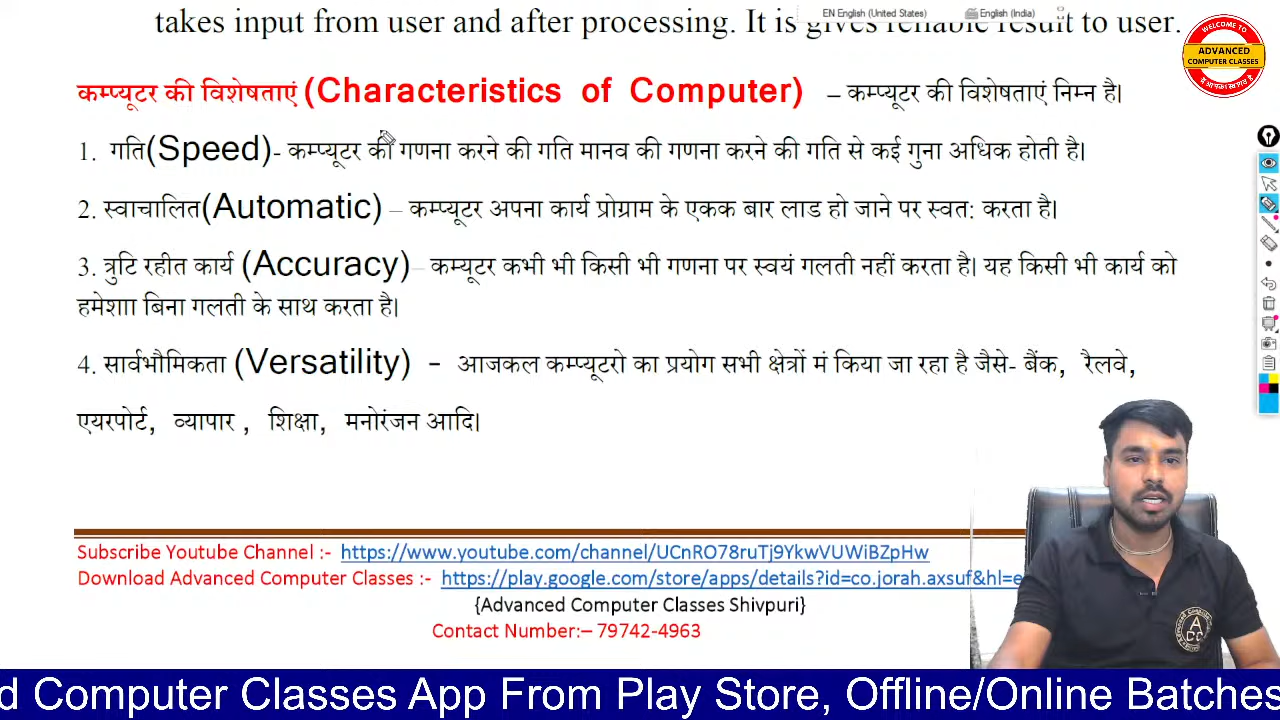 takes input from user and after processing. It is gives reliable result to user.
EN English (United States) English (India)
WELCOME TO
ADVANCED
COMPUTER CLASSES
कम्प्यूटर की विशेषताएं (Characteristics of Computer) – कम्प्यूटर की विशेषताएं निम्न है।
1. गति(Speed)- कम्प्यूटर की गणना करने की गति मानव की गणना करने की गति से कई गुना अधिक होती है।
2. स्वाचालित(Automatic) – कम्प्यूटर अपना कार्य प्रोग्राम के एकक बार लाड हो जाने पर स्वत: करता है।
3. त्रुटि रहीत कार्य (Accuracy) – कम्यूटर कभी भी किसी भी गणना पर स्वयं गलती नहीं करता है। यह किसी भी कार्य को
हमेशाा बिना गलती के साथ करता है।
4. सार्वभौमिकता (Versatility) - आजकल कम्प्यूटरो का प्रयोग सभी क्षेत्रों मं किया जा रहा है जैसे- बैंक, रैलवे,
एयरपोर्ट, व्यापार , शिक्षा, मनोरंजन आदि।
Subscribe Youtube Channel :- https://www.youtube.com/channel/UCnRO78ruTj9YkwVUWiBZpHw
Download Advanced Computer Classes :- https://play.google.com/store/apps/details?id=co.jorah.axsuf&hl=e
{Advanced Computer Classes Shivpuri}
Contact Number:– 79742-4963
d Computer Classes App From Play Store, Offline/Online Batches